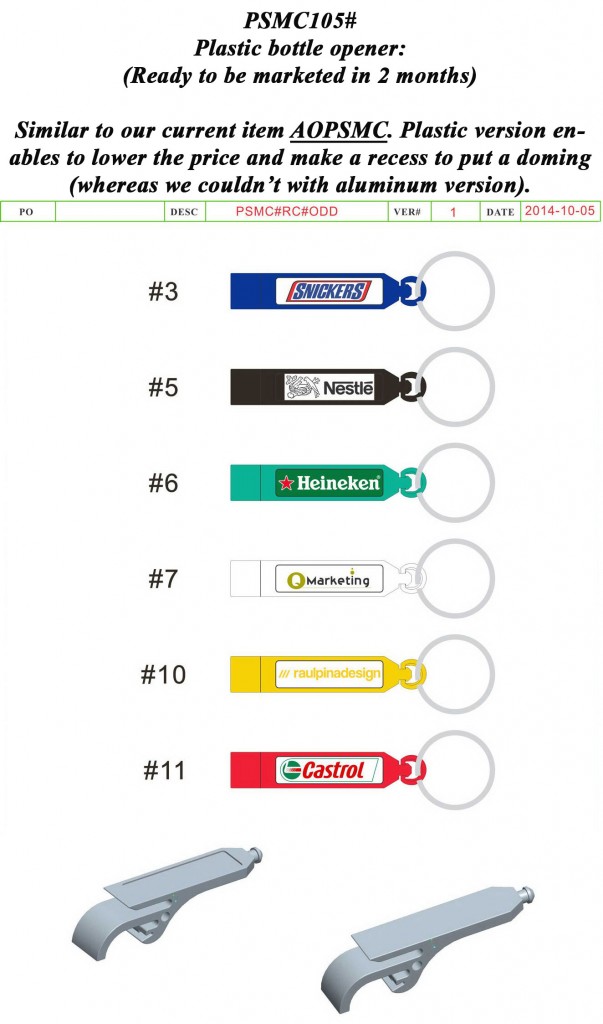 PSMC105#
Plastic bottle opener:
(Ready to be marketed in 2 months)
Similar to our current item AOPSMC. Plastic version en-
ables to lower the price and make a recess to put a doming
(whereas we couldn't with aluminum version).
PO DESC PSMC#RC#ODD VER# 1 DATE 2014-10-05
#3 SNICKERS
#5 Nestlé
#6 Heineken
#7 QMarketing
#10 /// raulpinadesign
#11 Castrol